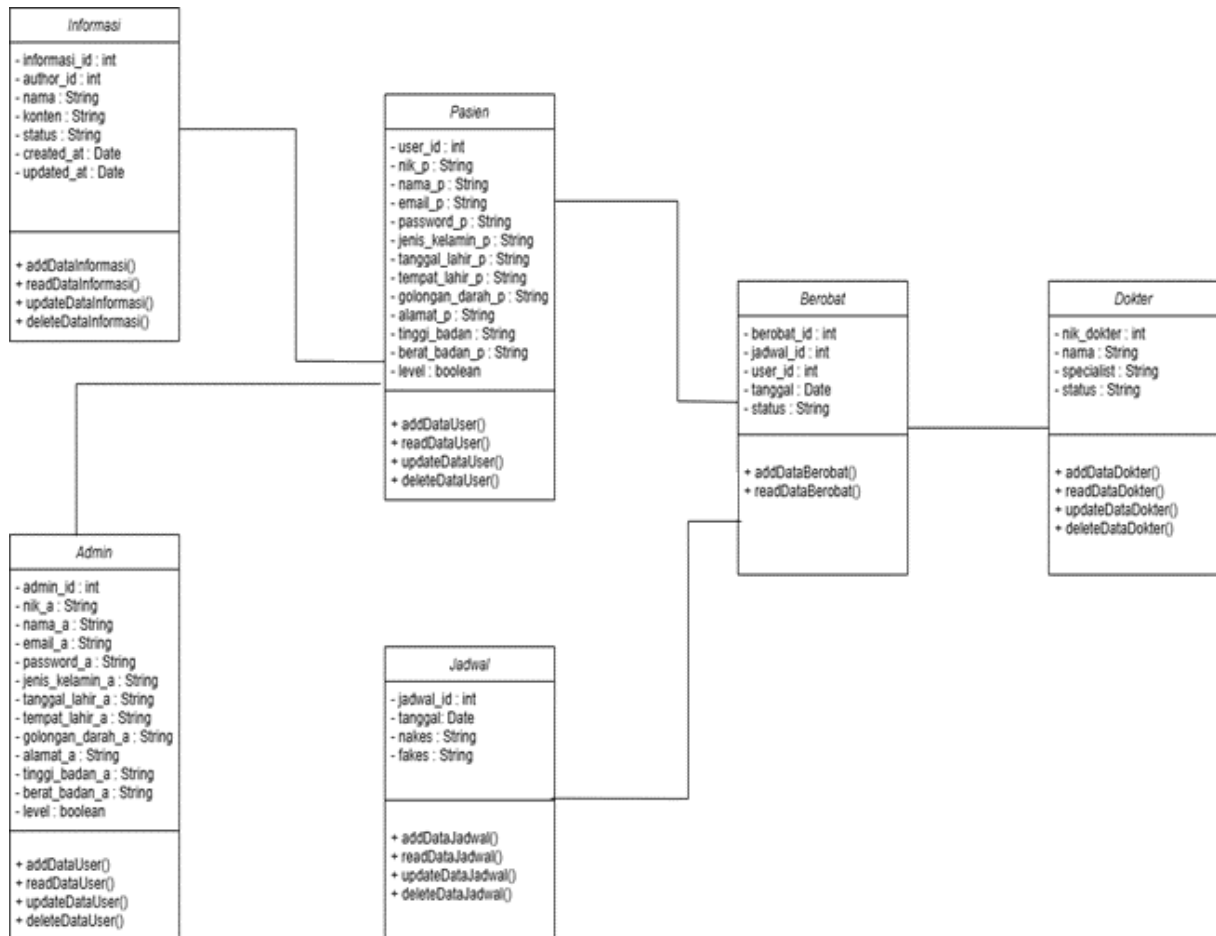 Informasi
- informasi_id : int
- author_id : int
- nama : String
- konten : String
- status : String
- created_at : Date
- updated_at : Date
+ addDataInformasi()
+ readDataInformasi()
+ updateDataInformasi()
+ deleteDataInformasi()
Pasien
- user_id : int
- nik_p : String
- nama_p : String
- email_p : String
- password_p : String
- jenis_kelamin_p : String
- tanggal_lahir_p : String
- tempat_lahir_p : String
- golongan_darah_p : String
- alamat_p : String
- tinggi_badan : String
- berat_badan_p : String
- level : boolean
+ addDataUser()
+ readDataUser()
+ updateDataUser()
+ deleteDataUser()
Berobat
- berobat_id : int
- jadwal_id : int
- user_id : int
- tanggal : Date
- status : String
+ addDataBerobat()
+ readDataBerobat()
Dokter
- nik_dokter : int
- nama : String
- specialist : String
- status : String
+ addDataDokter()
+ readDataDokter()
+ updateDataDokter()
+ deleteDataDokter()
Admin
- admin_id : int
- nik_a : String
- nama_a : String
- email_a : String
- password_a : String
- jenis_kelamin_a : String
- tanggal_lahir_a : String
- tempat_lahir_a : String
- golongan_darah_a : String
- alamat_a : String
- tinggi_badan_a : String
- berat_badan_a : String
- level : boolean
+ addDataUser()
+ readDataUser()
+ updateDataUser()
+ deleteDataUser()
Jadwal
- jadwal_id : int
- tanggal: Date
- nakes : String
- fakes : String
+ addDataJadwal()
+ readDataJadwal()
+ updateDataJadwal()
+ deleteDataJadwal()